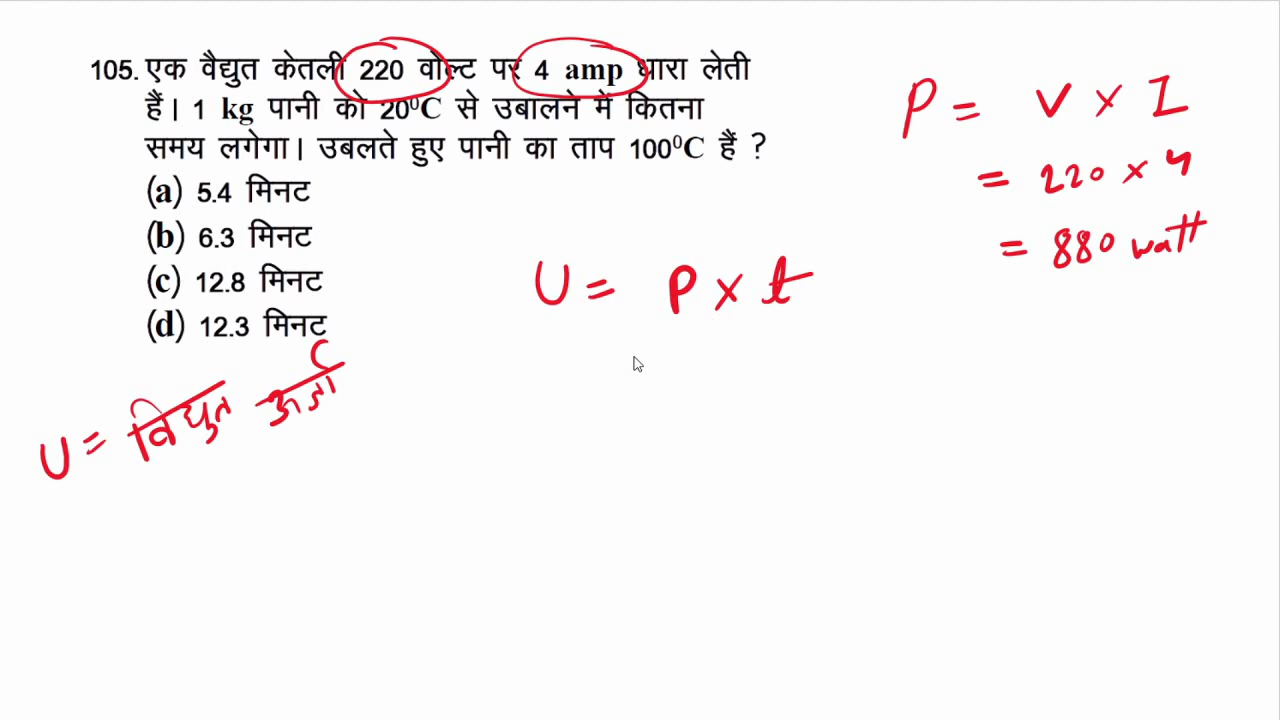 105. एक वैद्युत केतली 220 वोल्ट पर 4 amp धारा लेती
हैं। 1 kg पानी को 20⁰C से उबालने में कितना
समय लगेगा। उबलते हुए पानी का ताप 100⁰C हैं ?
(a) 5.4 मिनट
(b) 6.3 मिनट
(c) 12.8 मिनट
(d) 12.3 मिनट
P = V × I
= 220 × 4
= 880 watt
U = P × t
U = विद्युत ऊर्जा